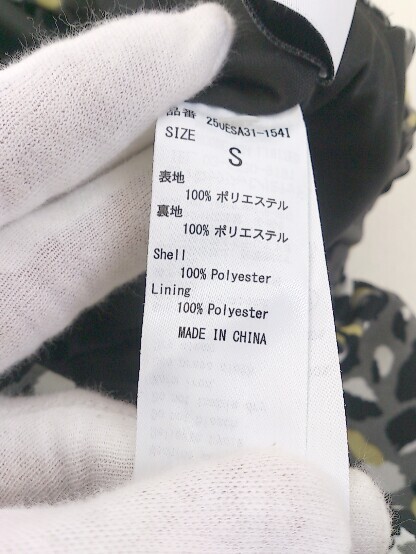 品番 250ESA31-1541
SIZE
S
表地
100% ポリエステル
裏地
100% ポリエステル
Shell
100% Polyester
Lining
100% Polyester
MADE IN CHINA